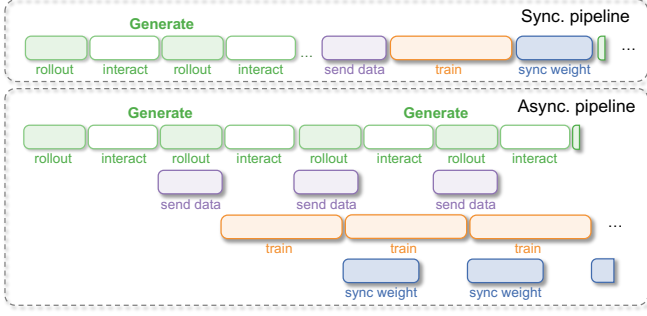 Sync. pipeline
Generate
rollout interact rollout interact ... send data train sync weight ...
Async. pipeline
Generate Generate
rollout interact rollout interact rollout interact rollout interact
send data send data send data
...
train train train
sync weight sync weight